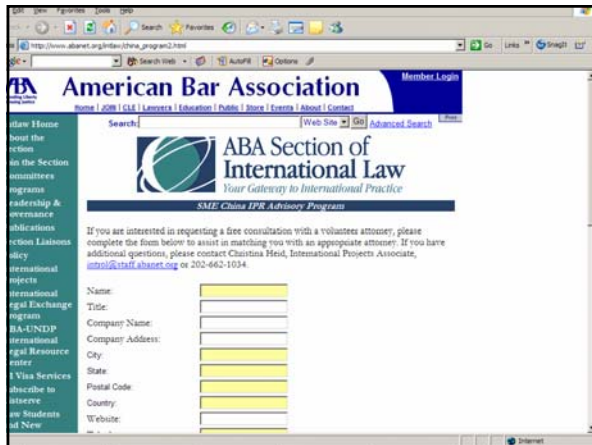 Edit View Favorites Tools Help
Search Favorites
http://www.abanet.org/intlaw/china_program2.html
Go Links » SnagIt
Search Web AutoFill Options
ABA
American Bar Association
Member Login
Home | JOIN | CLE | Lawyers | Education | Public | Store | Events | About | Contact
Search: Web Site Go Advanced Search
Print
ABA Section of
International Law
Your Gateway to International Practice
SME China IPR Advisory Program
ntlaw Home
bout the
ection
oin the Section
ommittees
rograms
eadership &
overnance
ublications
ection Liaisons
olicy
nternational
rojects
nternational
egal Exchange
rogram
BA-UNDP
nternational
egal Resource
enter
Visa Services
ubscribe to
istserve
aw Students
nd New
If you are interested in requesting a free consultation with a volunteer attorney, please
complete the form below to assist in matching you with an appropriate attorney. If you have
additional questions, please contact Christina Heid, International Projects Associate,
introl@staff.abanet.org or 202-662-1034.
Name:
Title:
Company Name:
Company Address:
City:
State:
Postal Code:
Country:
Website:
Internet